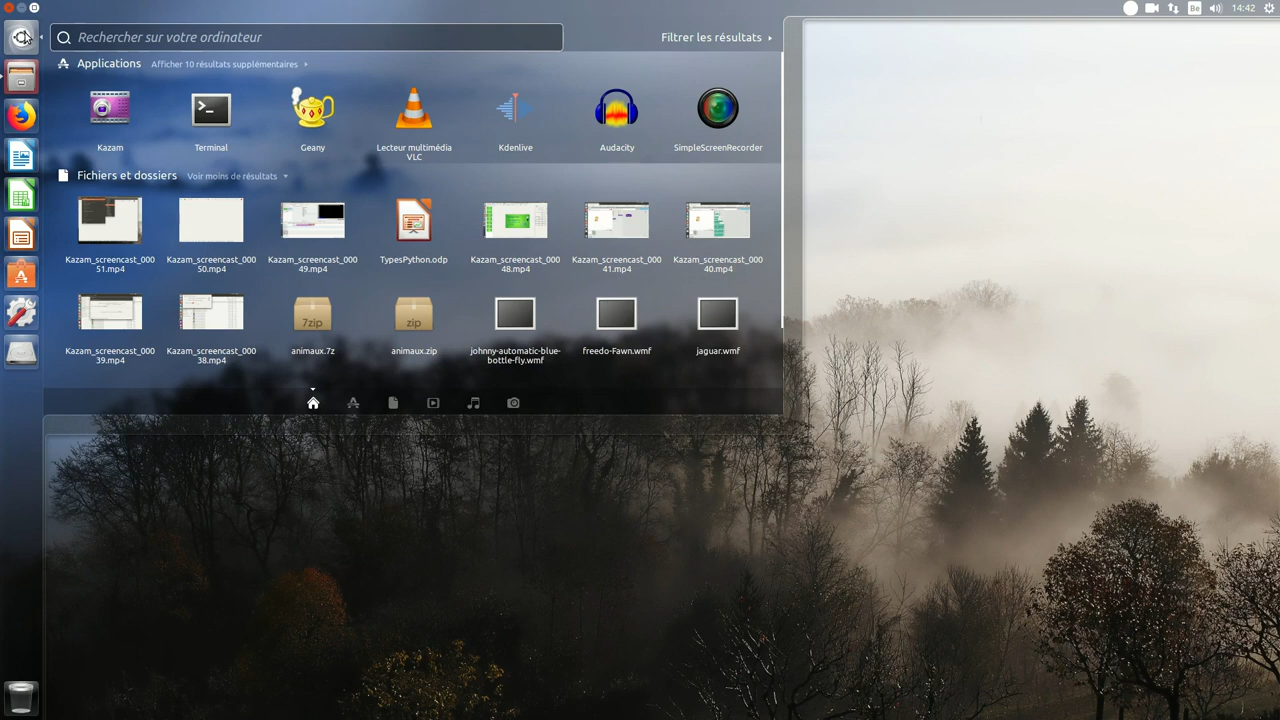 Be
14:42
Rechercher sur votre ordinateur
Filtrer les résultats
Applications
Afficher 10 résultats supplémentaires
Kazam
Terminal
Geany
Lecteur multimédia
VLC
Kdenlive
Audacity
SimpleScreenRecorder
Fichiers et dossiers
Voir moins de résultats
Kazam_screencast_000
51.mp4
Kazam_screencast_000
50.mp4
Kazam_screencast_000
49.mp4
TypesPython.odp
Kazam_screencast_000
48.mp4
Kazam_screencast_000
41.mp4
Kazam_screencast_000
40.mp4
Kazam_screencast_000
39.mp4
Kazam_screencast_000
38.mp4
7zip
animaux.7z
zip
animaux.zip
johnny-automatic-blue-
bottle-fly.wmf
freedo-Fawn.wmf
jaguar.wmf